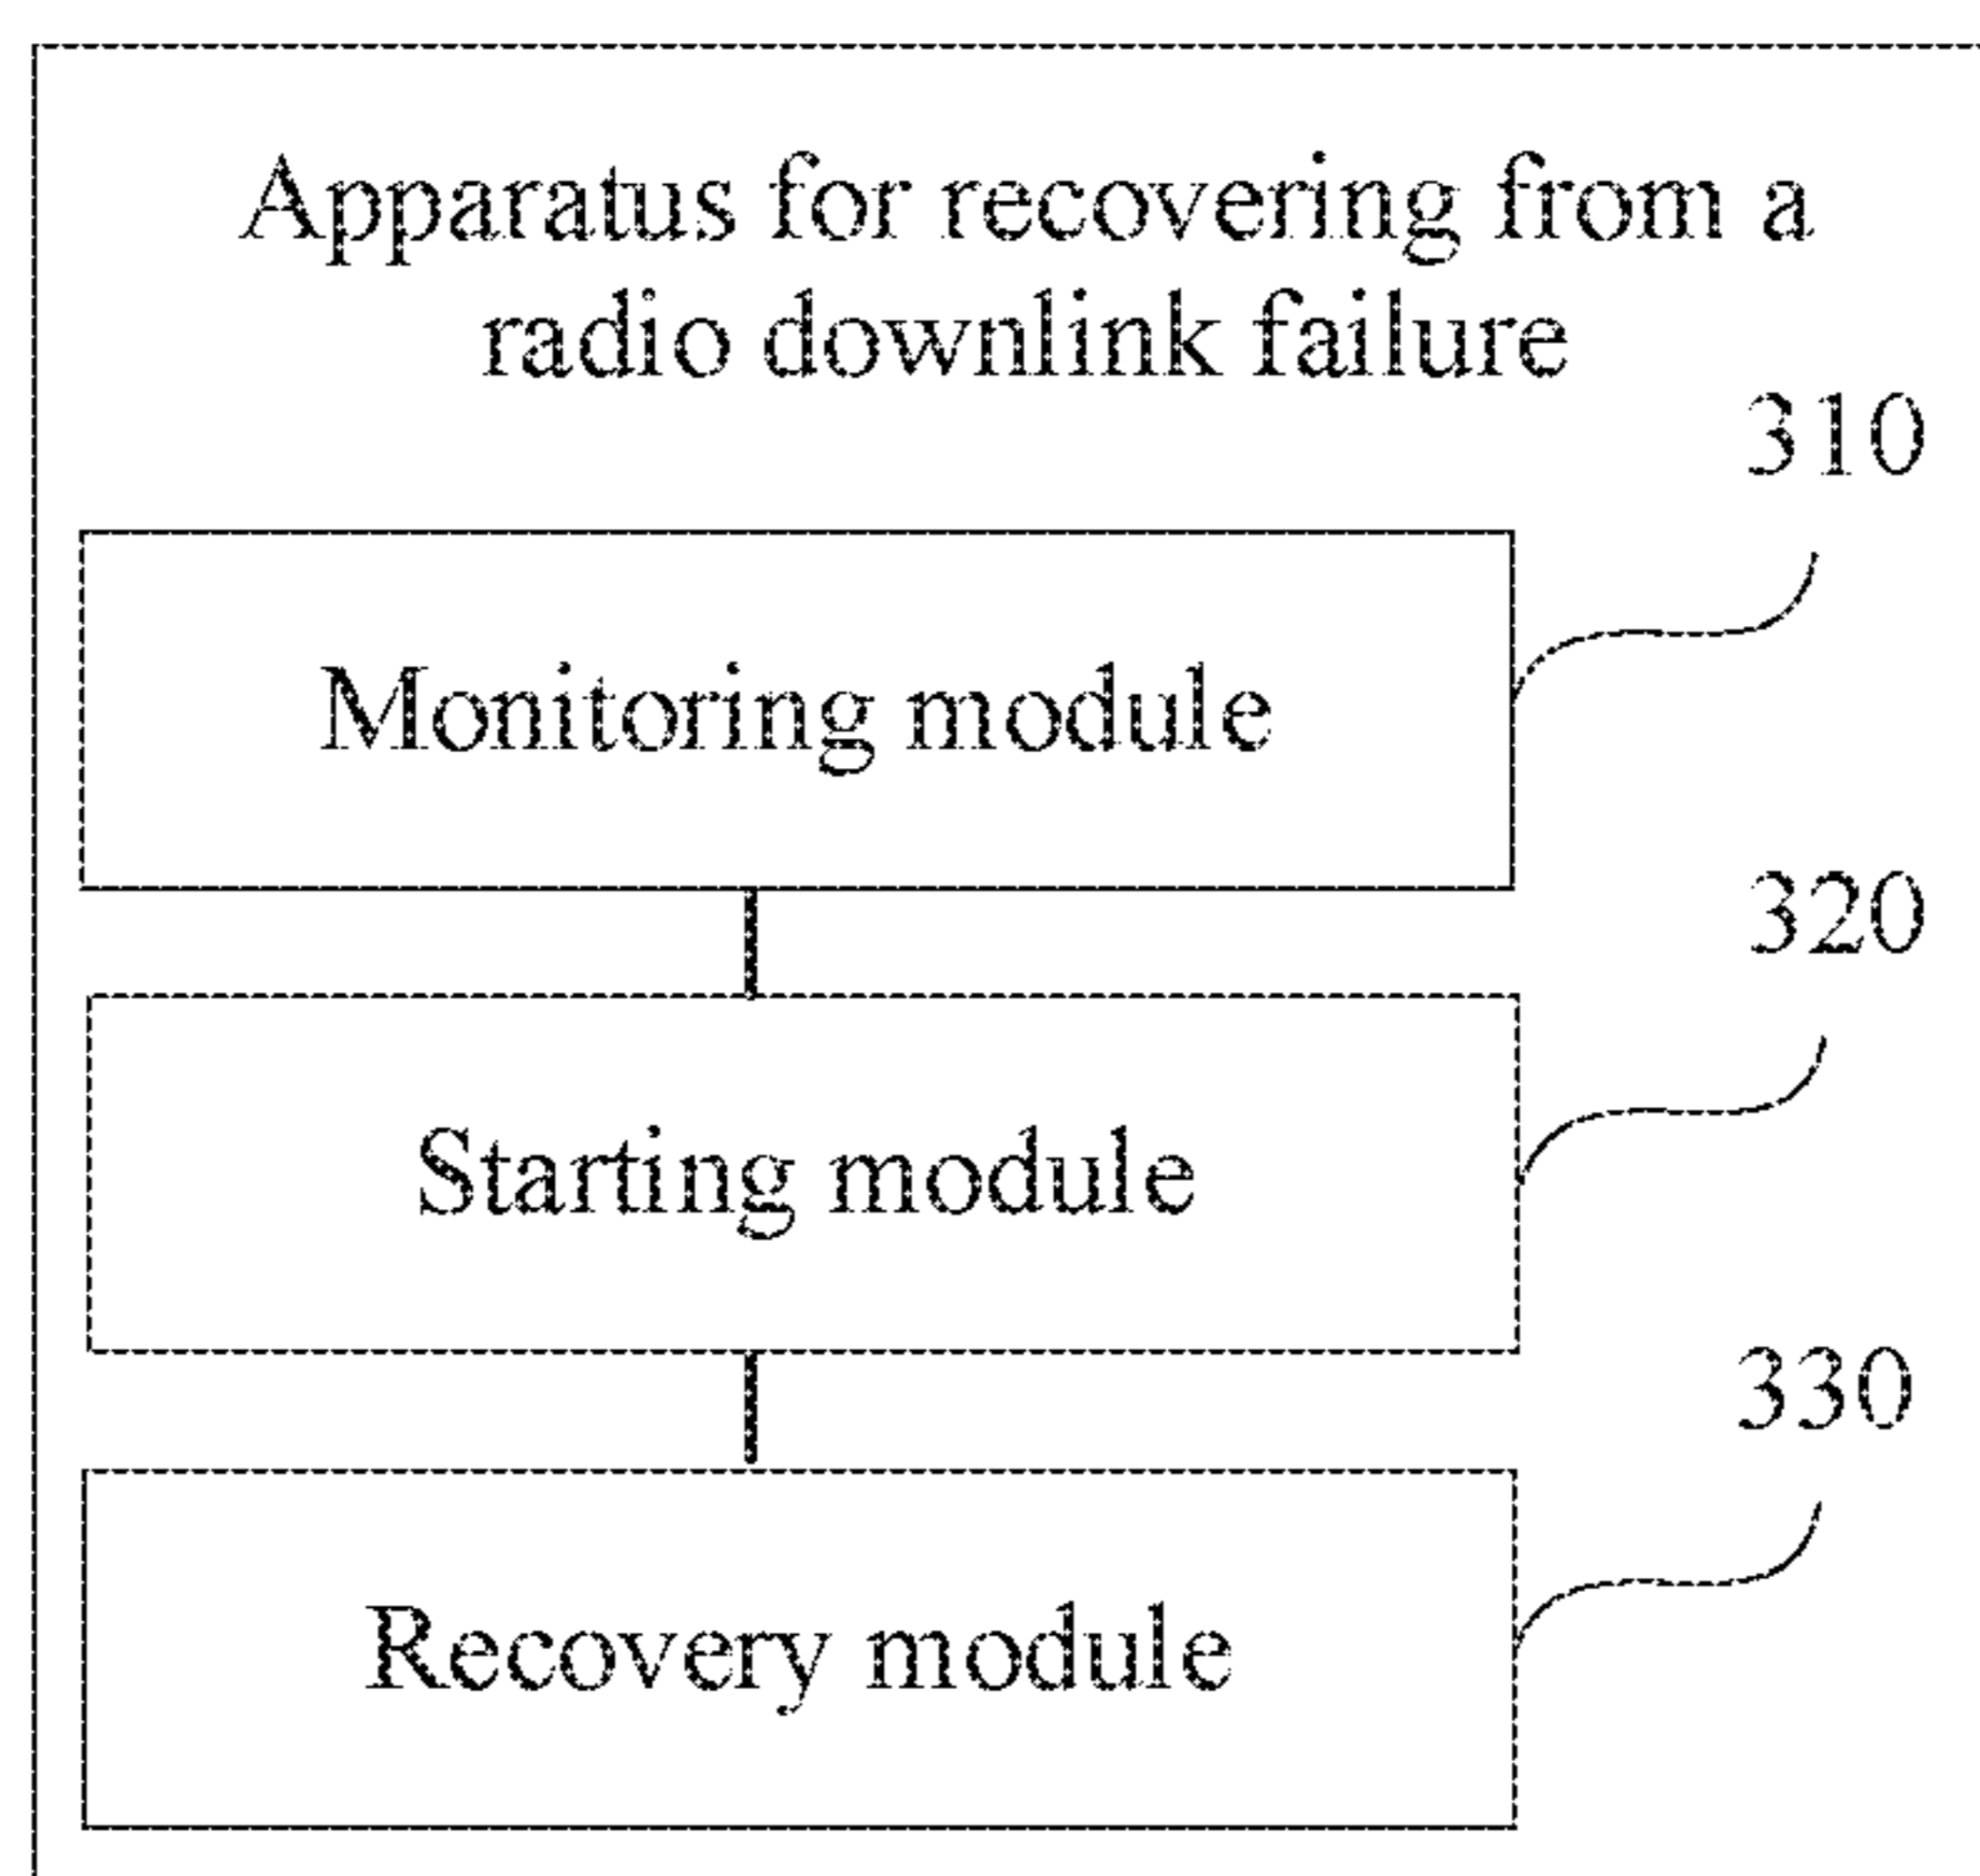 Apparatus for recovering from a
radio downlink failure
310
Monitoring module
320
Starting module
330
Recovery module